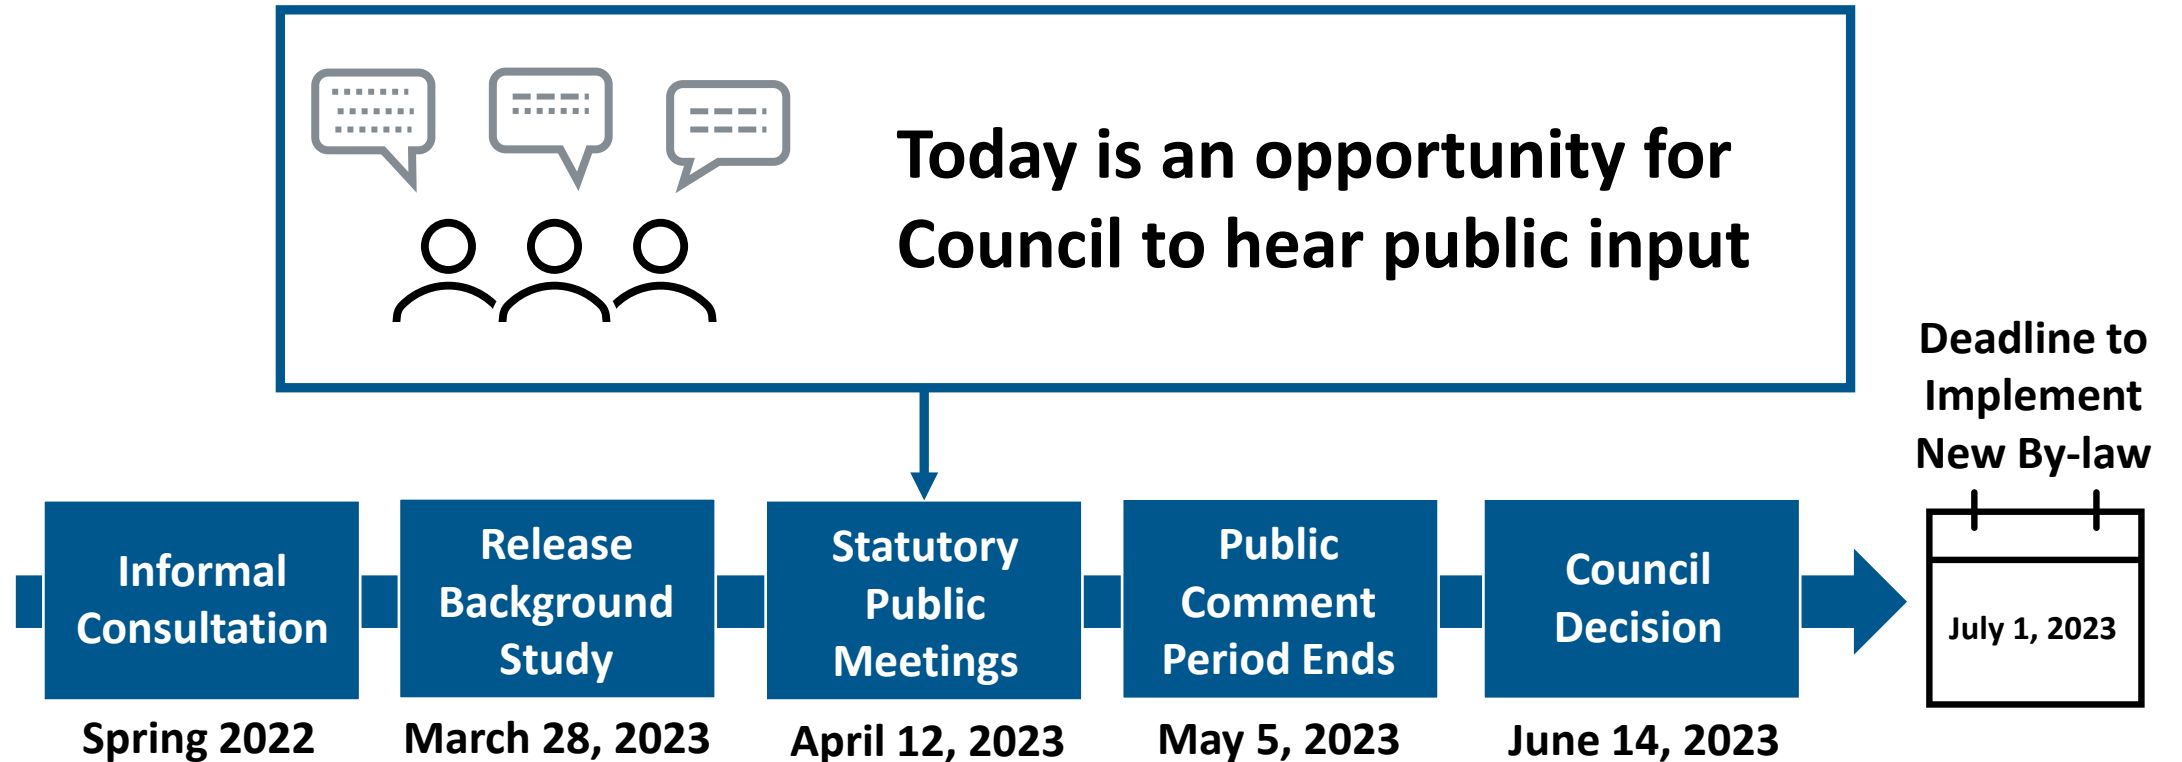 Today is an opportunity for
Council to hear public input
Deadline to
Implement
New By-law
July 1, 2023
Informal
Consultation
Spring 2022
Release
Background
Study
March 28, 2023
Statutory
Public
Meetings
April 12, 2023
Public
Comment
Period Ends
May 5, 2023
Council
Decision
June 14, 2023